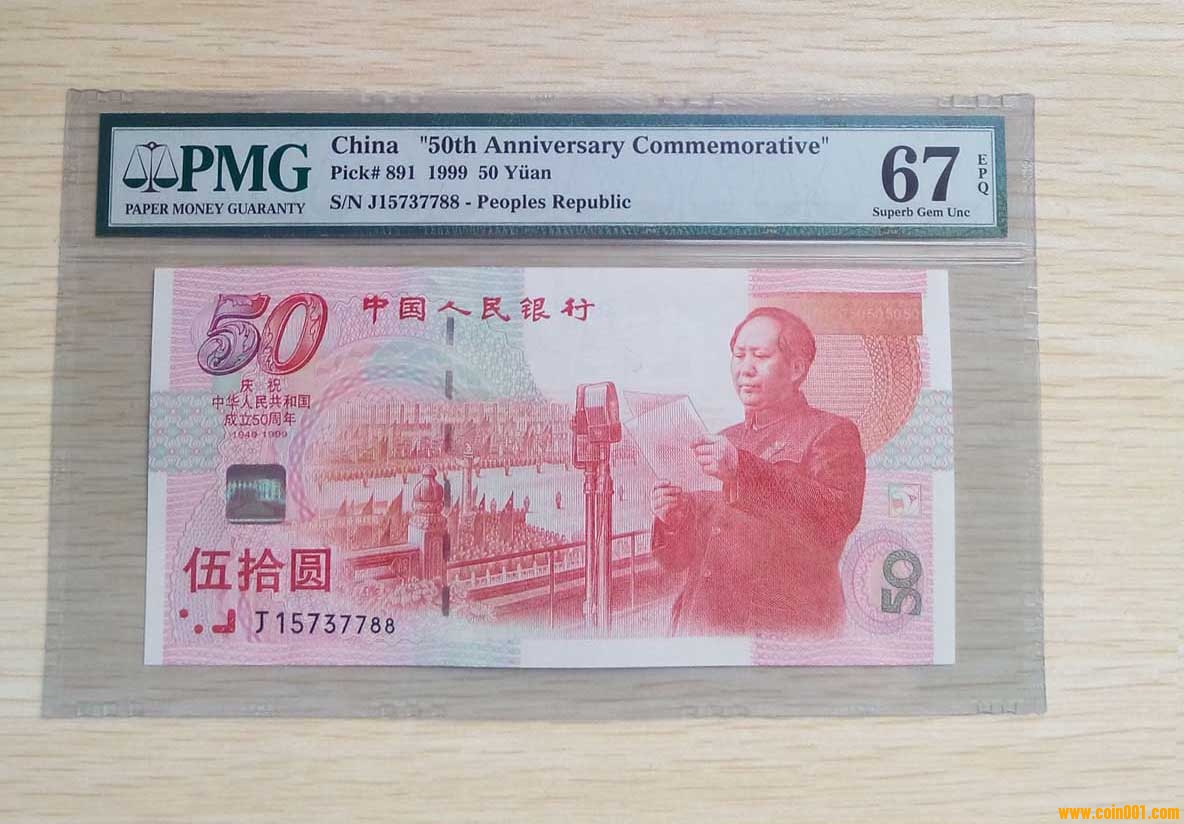 PMG
PAPER MONEY GUARANTY
China "50th Anniversary Commemorative"
Pick# 891 1999 50 Yüan
S/N J15737788 - Peoples Republic
67
Superb Gem Unc
EPQ
50
中国人民银行
庆祝
中华人民共和国
成立50周年
1949-1999
50505050
伍拾圆
J15737788
50
www.coin001.com